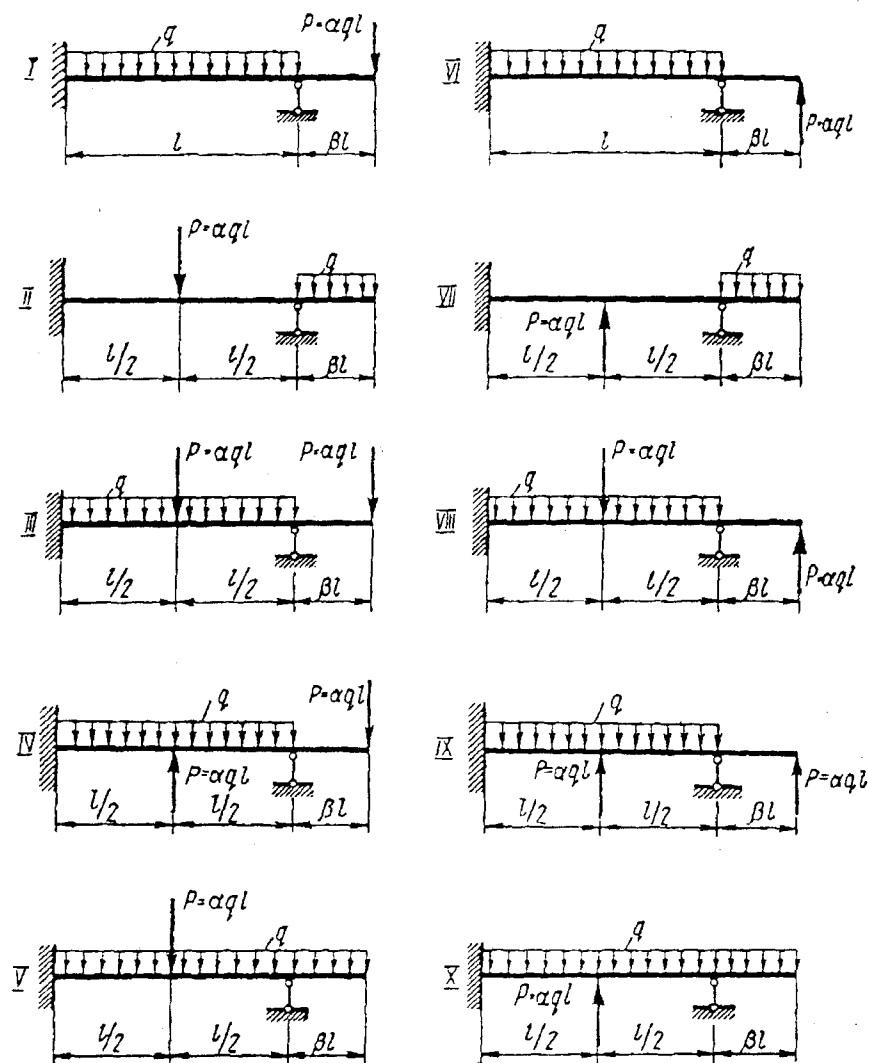 I
q
P=αql
l
βl
VI
q
P=αql
l
βl
II
P=αql
q
l/2
l/2
βl
VII
P=αql
q
l/2
l/2
βl
III
q
P=αql
P=αql
l/2
l/2
βl
VIII
q
P=αql
P=αql
l/2
l/2
βl
IV
q
P=αql
P=αql
l/2
l/2
βl
IX
q
P=αql
P=αql
l/2
l/2
βl
V
P=αql
q
l/2
l/2
βl
X
q
P=αql
l/2
l/2
βl